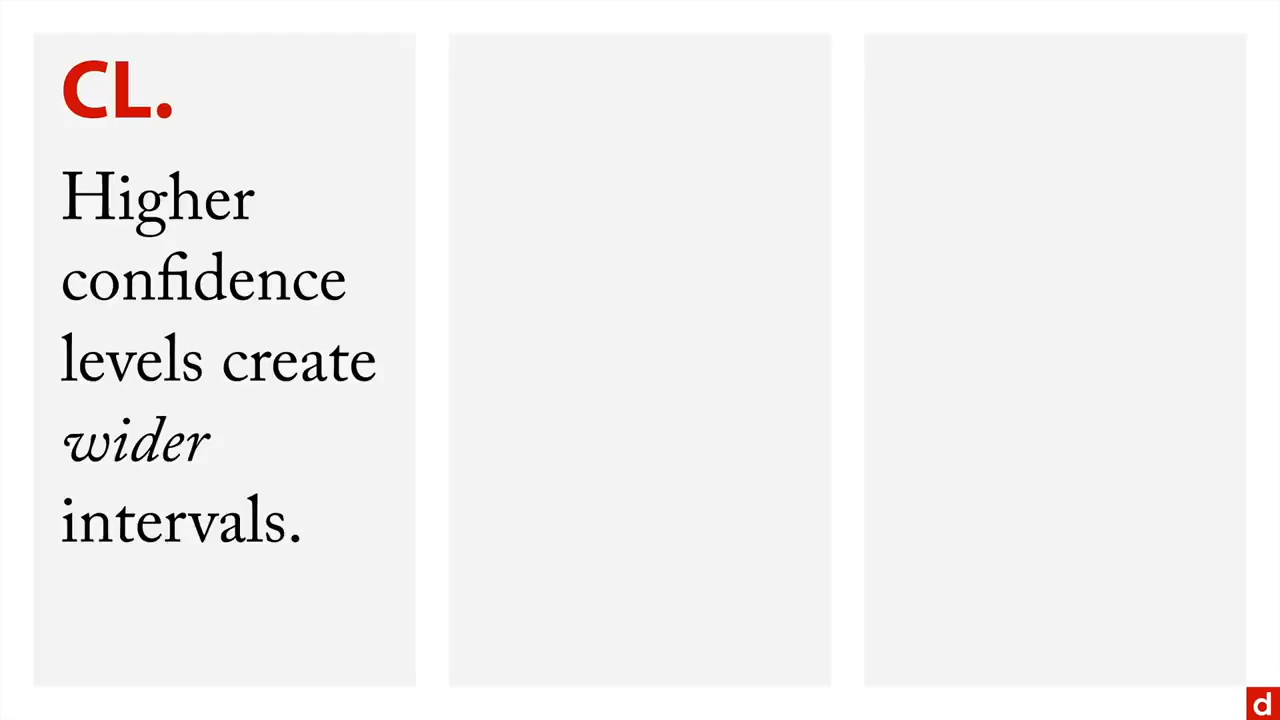 CL.
Higher
confidence
levels create
wider
intervals.
d